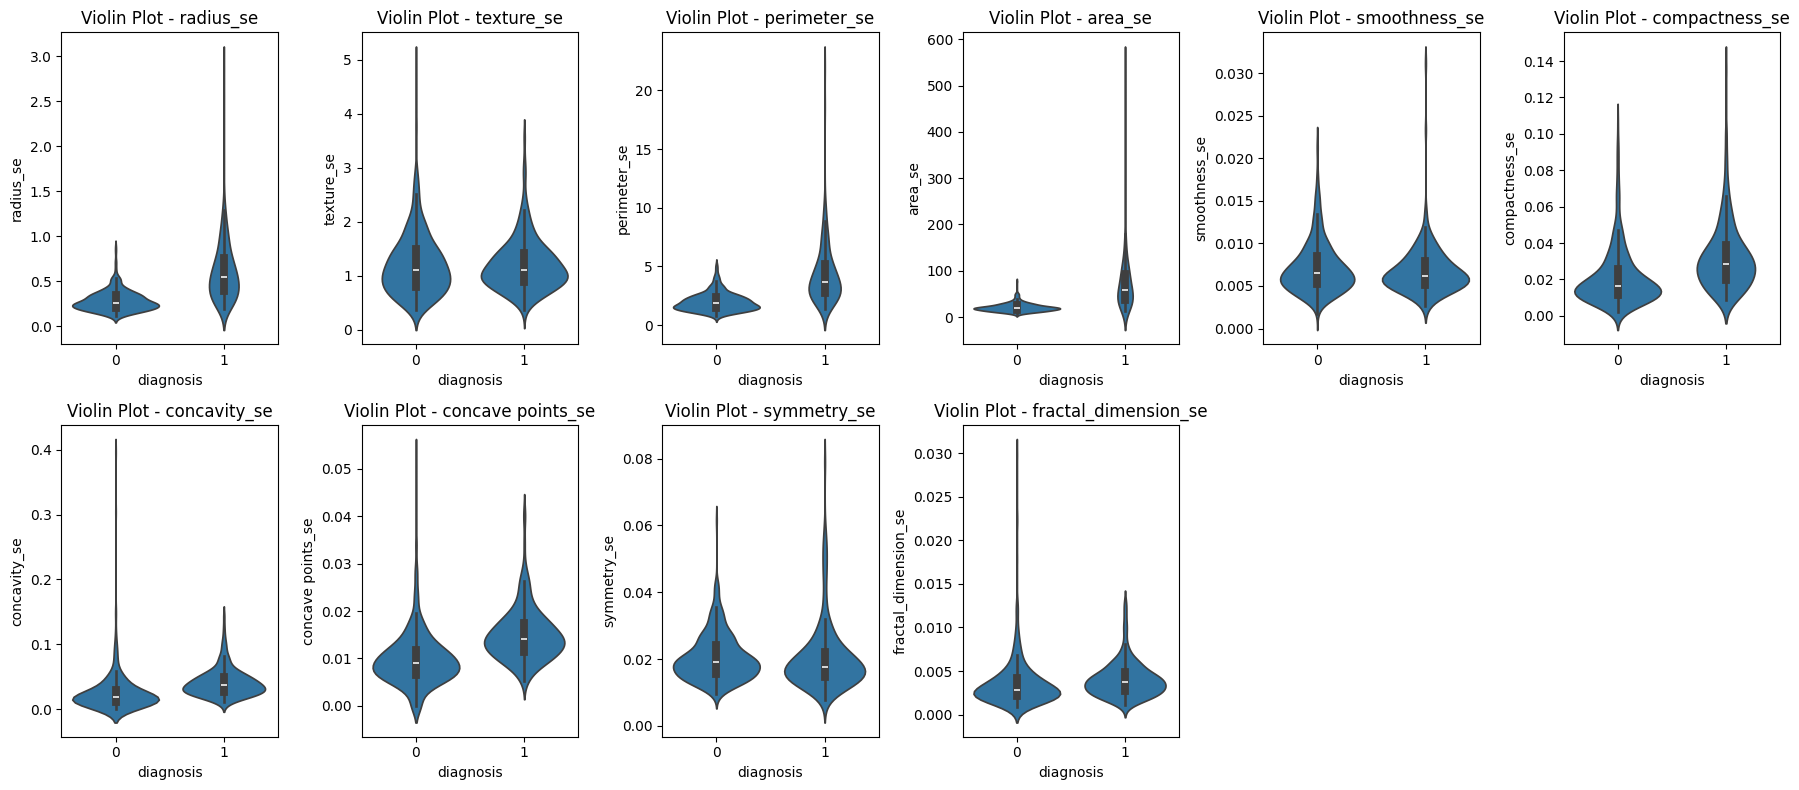 Violin Plot - radius_se
radius_se
3.0
2.5
2.0
1.5
1.0
0.5
0.0
0 1
diagnosis
Violin Plot - texture_se
texture_se
5
4
3
2
1
0
0 1
diagnosis
Violin Plot - perimeter_se
perimeter_se
20
15
10
5
0
0 1
diagnosis
Violin Plot - area_se
area_se
600
500
400
300
200
100
0
0 1
diagnosis
Violin Plot - smoothness_se
smoothness_se
0.030
0.025
0.020
0.015
0.010
0.005
0.000
0 1
diagnosis
Violin Plot - compactness_se
compactness_se
0.14
0.12
0.10
0.08
0.06
0.04
0.02
0.00
0 1
diagnosis
Violin Plot - concavity_se
concavity_se
0.4
0.3
0.2
0.1
0.0
0 1
diagnosis
Violin Plot - concave points_se
concave points_se
0.05
0.04
0.03
0.02
0.01
0.00
0 1
diagnosis
Violin Plot - symmetry_se
symmetry_se
0.08
0.06
0.04
0.02
0.00
0 1
diagnosis
Violin Plot - fractal_dimension_se
fractal_dimension_se
0.030
0.025
0.020
0.015
0.010
0.005
0.000
0 1
diagnosis